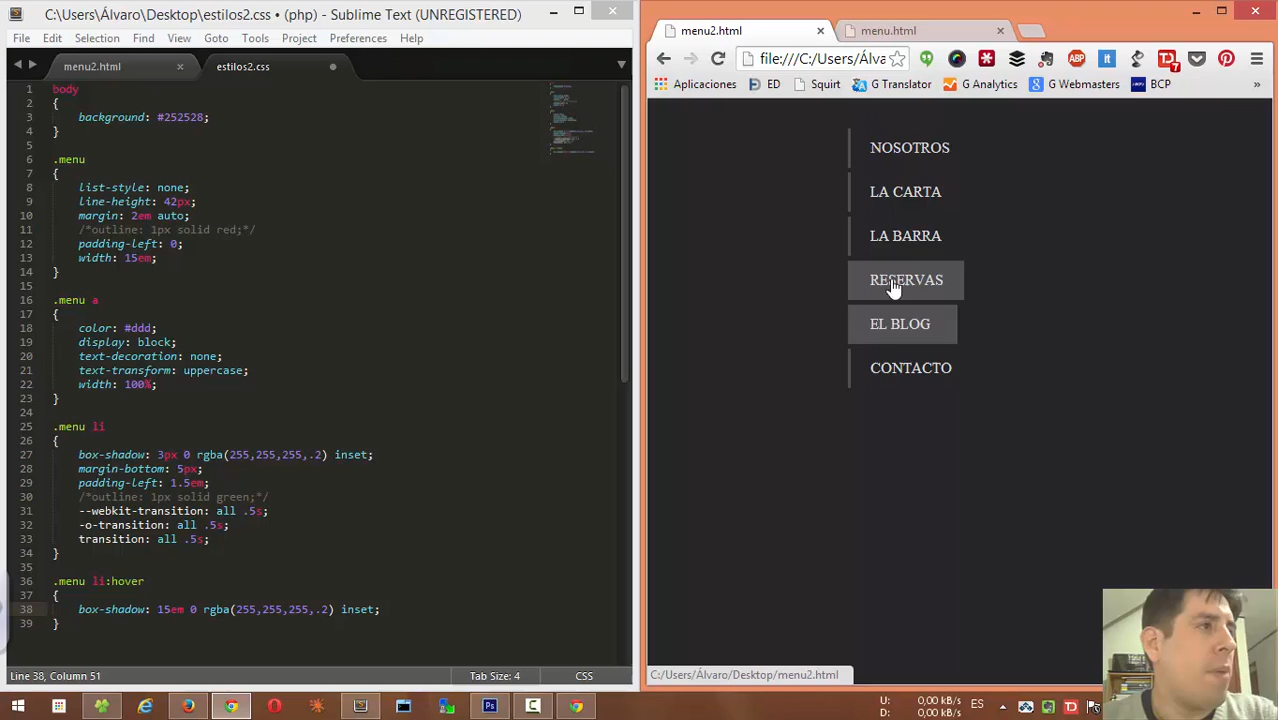 C:\Users\Álvaro\Desktop\estilos2.css • (php) - Sublime Text (UNREGISTERED)
File Edit Selection Find View Goto Tools Project Preferences Help
menu2.html
estilos2.css
1 body
2 {
3 background: #252528;
4 }
5
6 .menu
7 {
8 list-style: none;
9 line-height: 42px;
10 margin: 2em auto;
11 /*outline: 1px solid red;*/
12 padding-left: 0;
13 width: 15em;
14 }
15
16 .menu a
17 {
18 color: #ddd;
19 display: block;
20 text-decoration: none;
21 text-transform: uppercase;
22 width: 100%;
23 }
24
25 .menu li
26 {
27 box-shadow: 3px 0 rgba(255,255,255,.2) inset;
28 margin-bottom: 5px;
29 padding-left: 1.5em;
30 /*outline: 1px solid green;*/
31 --webkit-transition: all .5s;
32 -o-transition: all .5s;
33 transition: all .5s;
34 }
35
36 .menu li:hover
37 {
38 box-shadow: 15em 0 rgba(255,255,255,.2) inset;
39 }
Line 38, Column 51
Tab Size: 4
CSS
menu2.html
menu.html
file:///C:/Users/Álva
ABP
7
Aplicaciones ED Squirt G Translator G Analytics G Webmasters BCP »
NOSOTROS
LA CARTA
LA BARRA
RESERVAS
EL BLOG
CONTACTO
C:/Users/Álvaro/Desktop/menu2.html
U: 0,00 kB/s
D: 0,00 kB/s
ES